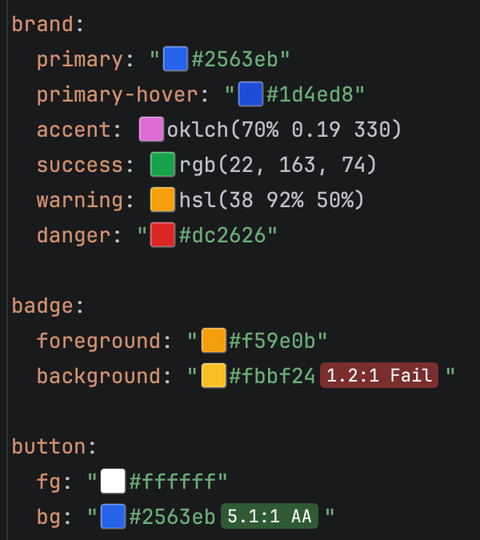 brand:
primary: "#2563eb"
primary-hover: "#1d4ed8"
accent: oklch(70% 0.19 330)
success: rgb(22, 163, 74)
warning: hsl(38 92% 50%)
danger: "#dc2626"
badge:
foreground: "#f59e0b"
background: "#fbbf24 1.2:1 Fail "
button:
fg: "#ffffff"
bg: "#2563eb 5.1:1 AA "